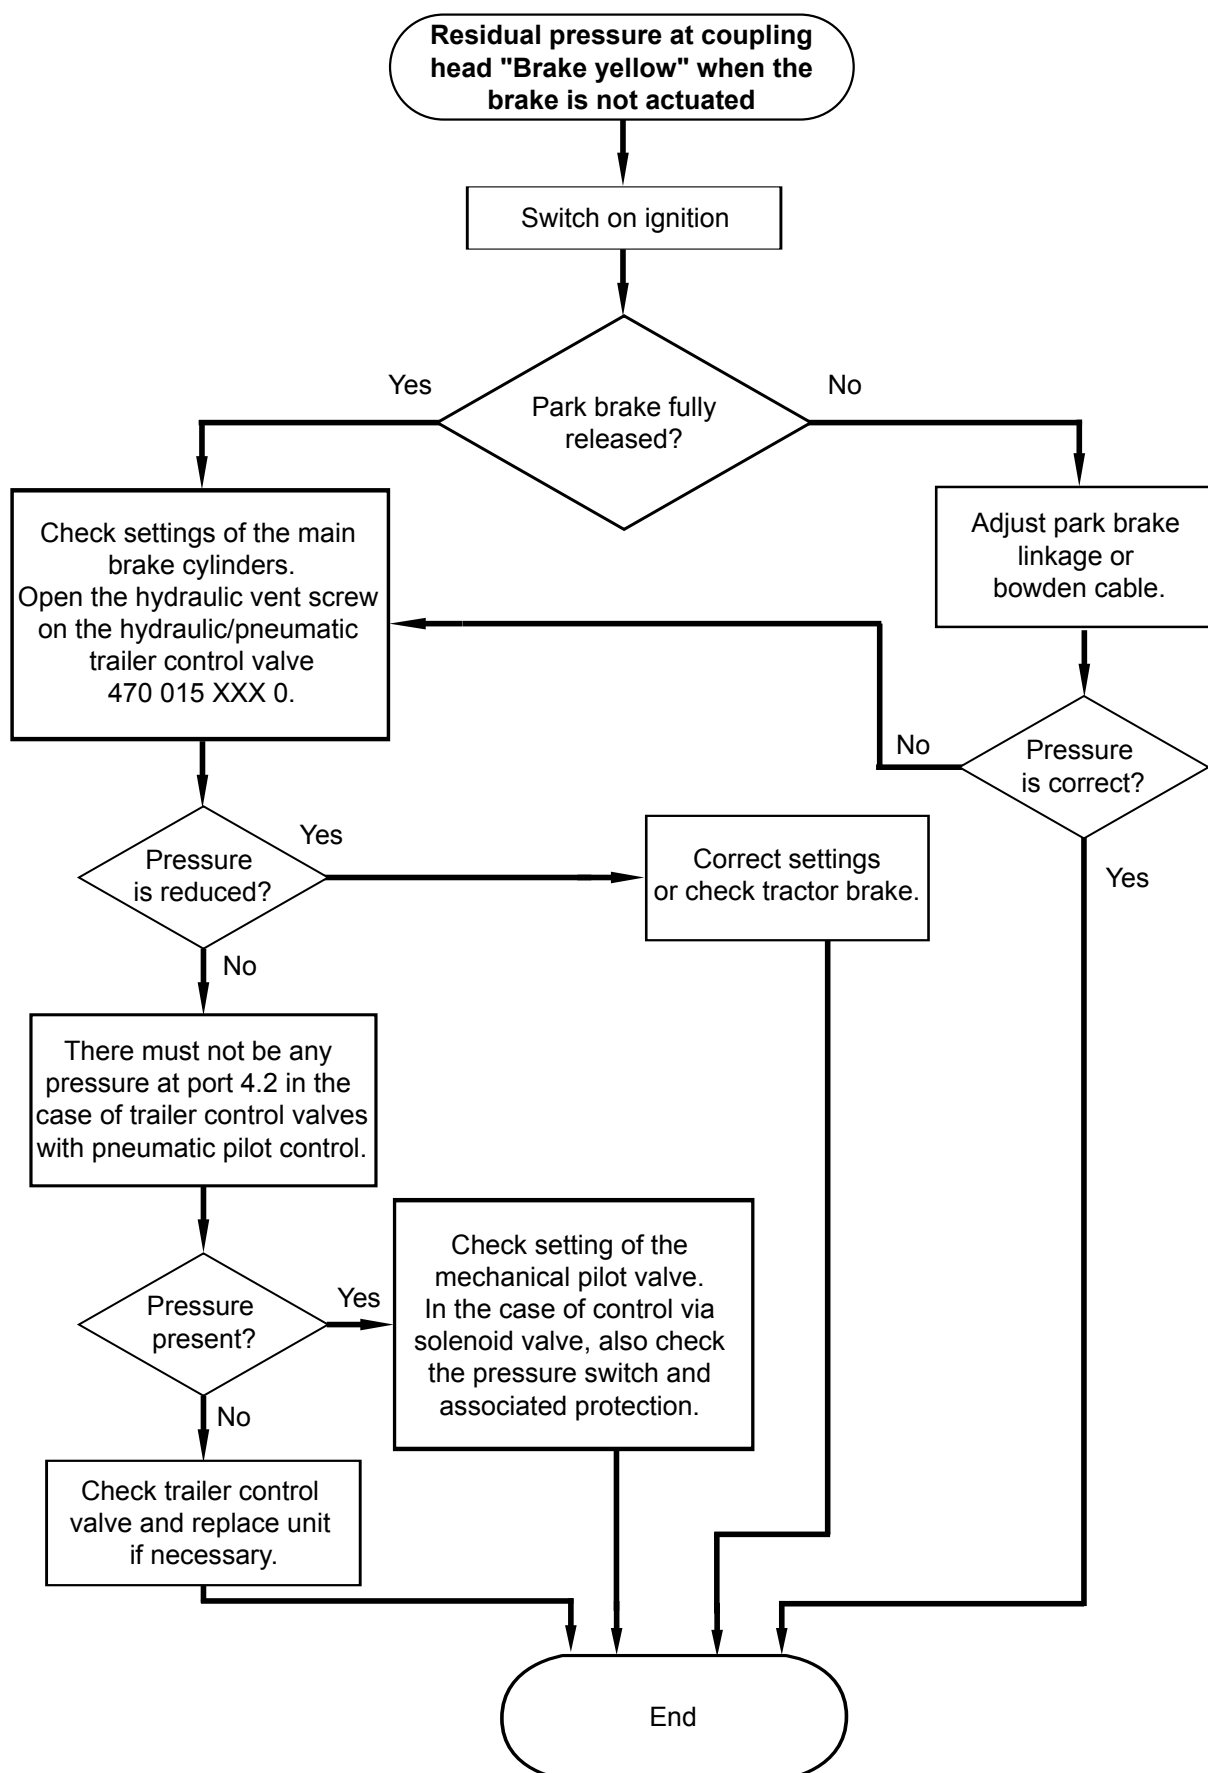 Residual pressure at coupling
head "Brake yellow" when the
brake is not actuated
Switch on ignition
Park brake fully
released?
Yes
No
Check settings of the main
brake cylinders.
Open the hydraulic vent screw
on the hydraulic/pneumatic
trailer control valve
470 015 XXX 0.
Adjust park brake
linkage or
bowden cable.
Pressure
is correct?
No
Yes
Pressure
is reduced?
Yes
No
Correct settings
or check tractor brake.
There must not be any
pressure at port 4.2 in the
case of trailer control valves
with pneumatic pilot control.
Pressure
present?
Yes
No
Check setting of the
mechanical pilot valve.
In the case of control via
solenoid valve, also check
the pressure switch and
associated protection.
Check trailer control
valve and replace unit
if necessary.
End